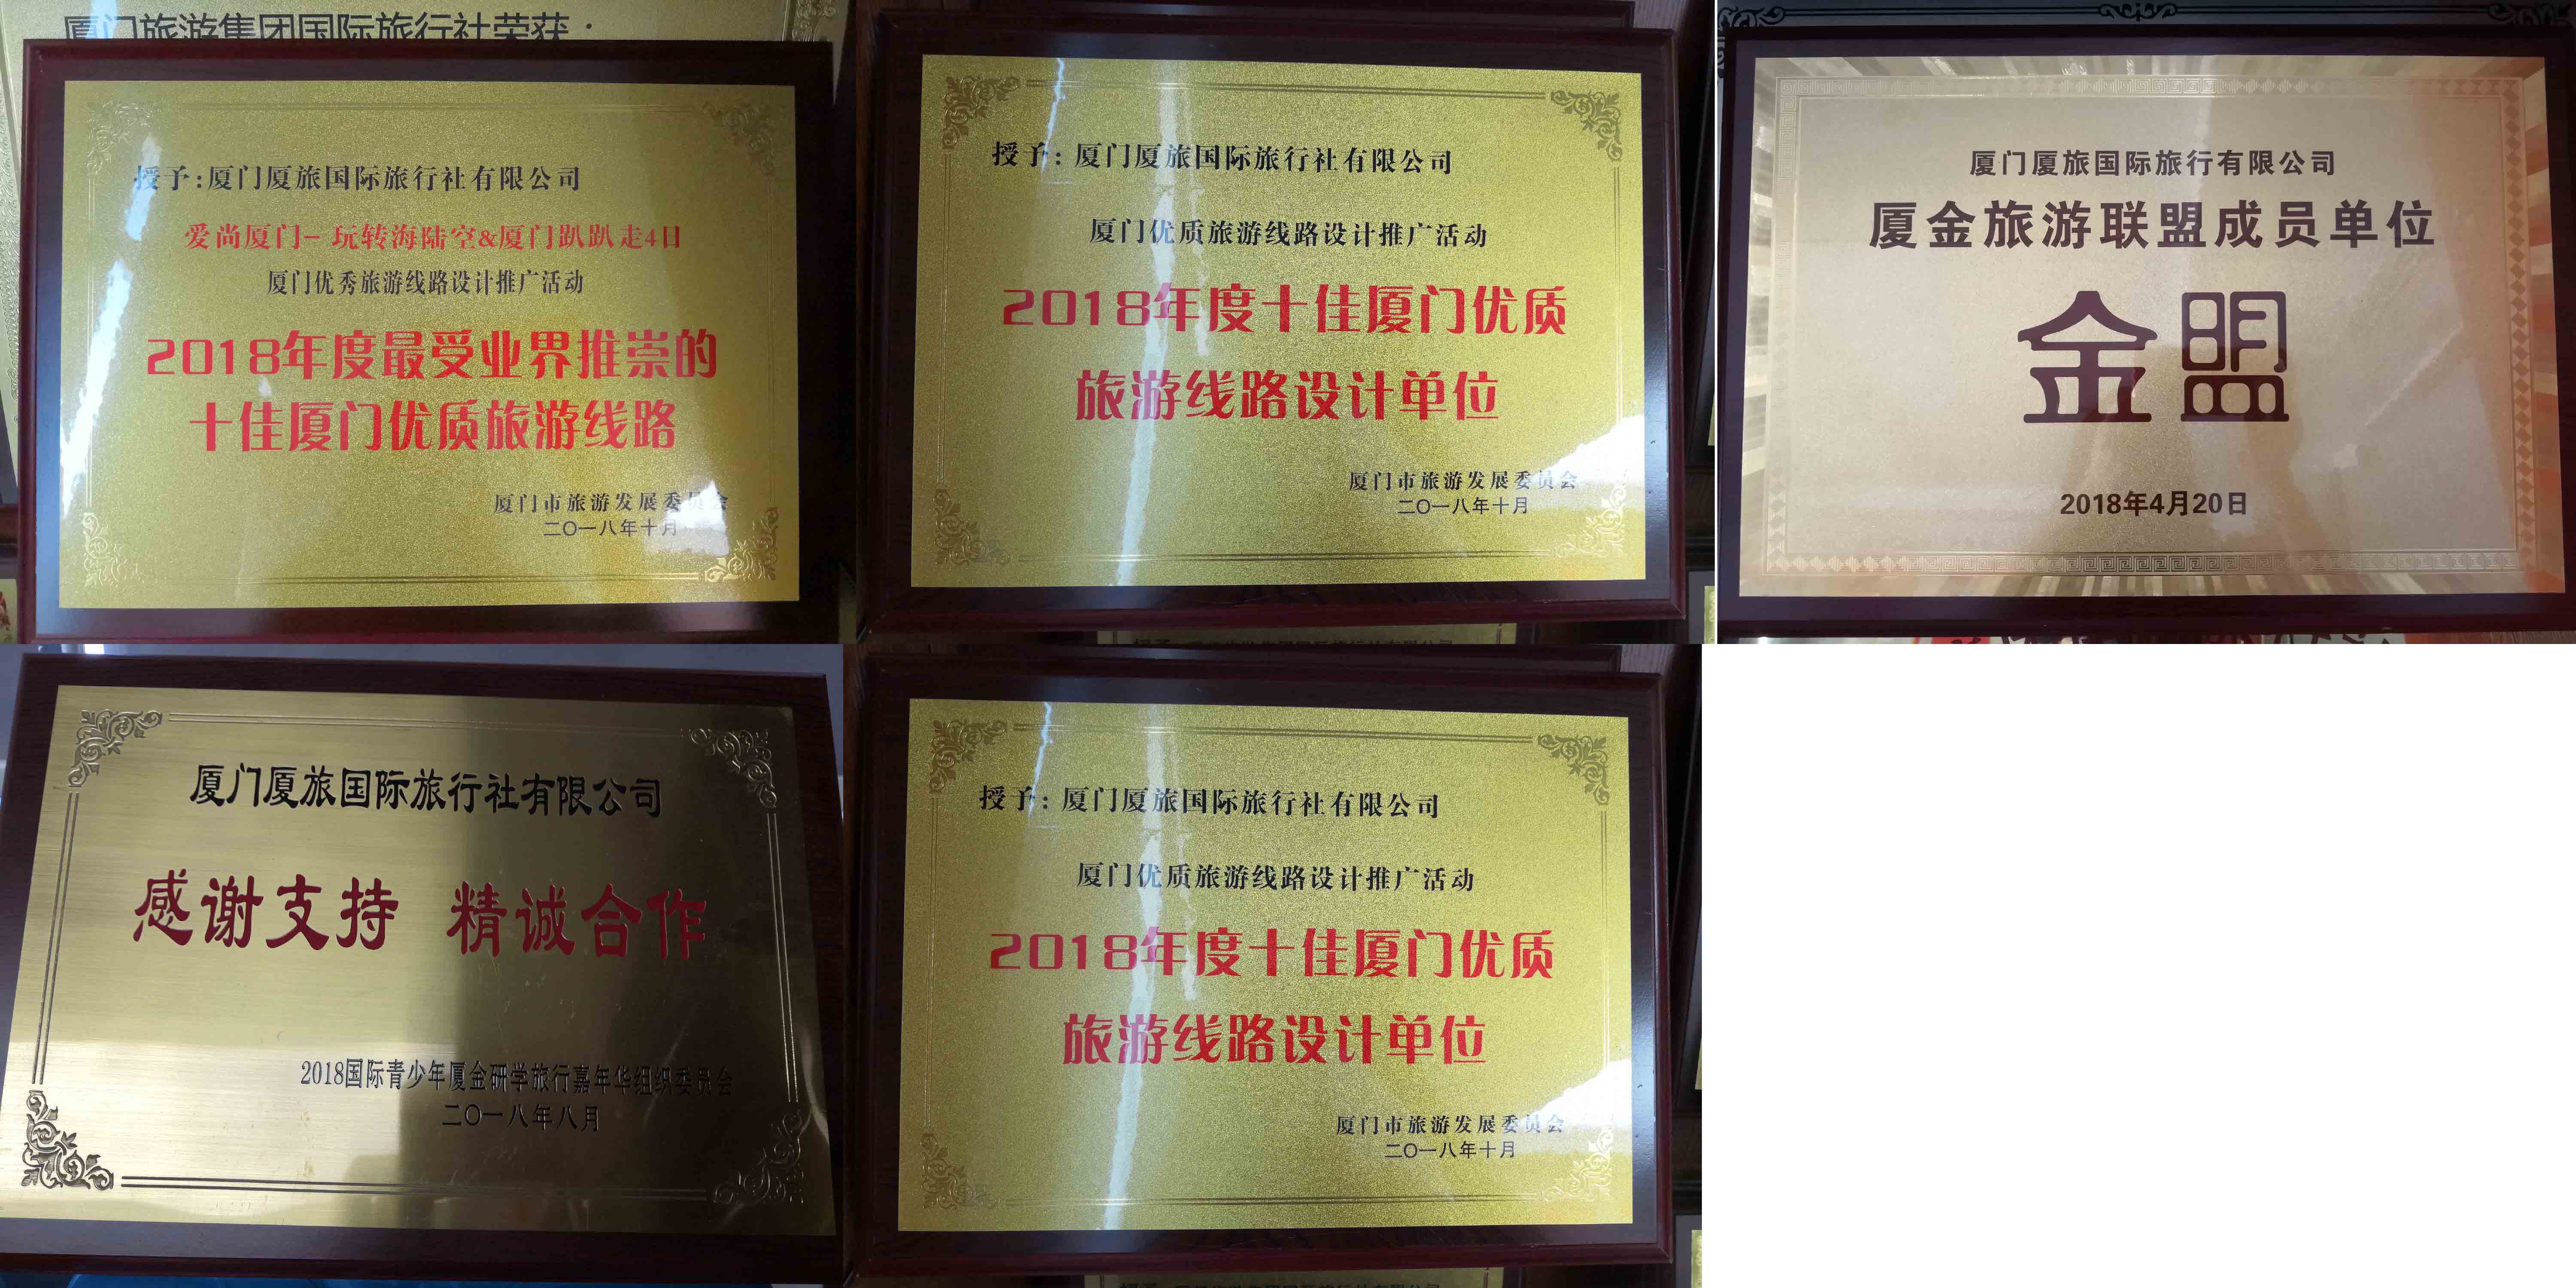 厦门旅游集团国际旅行社荣获：
授予:厦门厦旅国际旅行社有限公司
爱尚厦门- 玩转海陆空&厦门趴趴走4日
厦门优秀旅游线路设计推广活动
2018年度最受业界推崇的
十佳厦门优质旅游线路
厦门市旅游发展委员会
二〇一八年十月
授予: 厦门厦旅国际旅行社有限公司
厦门优质旅游线路设计推广活动
2018年度十佳厦门优质
旅游线路设计单位
厦门市旅游发展委员会
二〇一八年十月
厦门厦旅国际旅行有限公司
厦金旅游联盟成员单位
金盟
2018年4月20日
厦门厦旅国际旅行社有限公司
感谢支持 精诚合作
2018国际青少年厦金研学旅行嘉年华组织委员会
二〇一八年八月
授予: 厦门厦旅国际旅行社有限公司
厦门优质旅游线路设计推广活动
2018年度十佳厦门优质
旅游线路设计单位
厦门市旅游发展委员会
二〇一八年十月